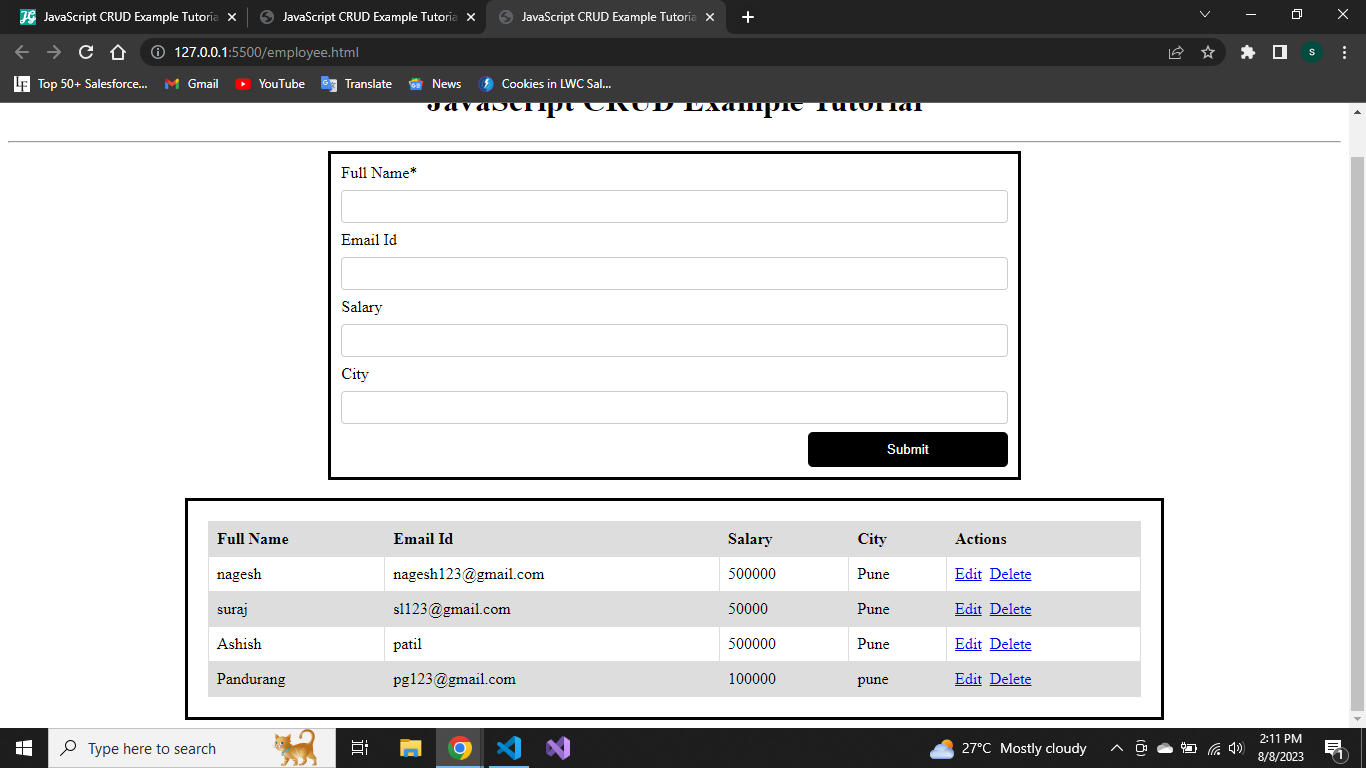 JavaScript CRUD Example Tutoria
JavaScript CRUD Example Tutoria
JavaScript CRUD Example Tutoria
127.0.0.1:5500/employee.html
S
LF Top 50+ Salesforce... Gmail YouTube Translate News Cookies in LWC Sal...
JavaScript CRUD Example Tutorial
Full Name*
Email Id
Salary
City
Submit
Full Name Email Id Salary City Actions
nagesh nagesh123@gmail.com 500000 Pune Edit Delete
suraj sl123@gmail.com 50000 Pune Edit Delete
Ashish patil 500000 Pune Edit Delete
Pandurang pg123@gmail.com 100000 pune Edit Delete
Type here to search
27°C Mostly cloudy
2:11 PM
8/8/2023
1